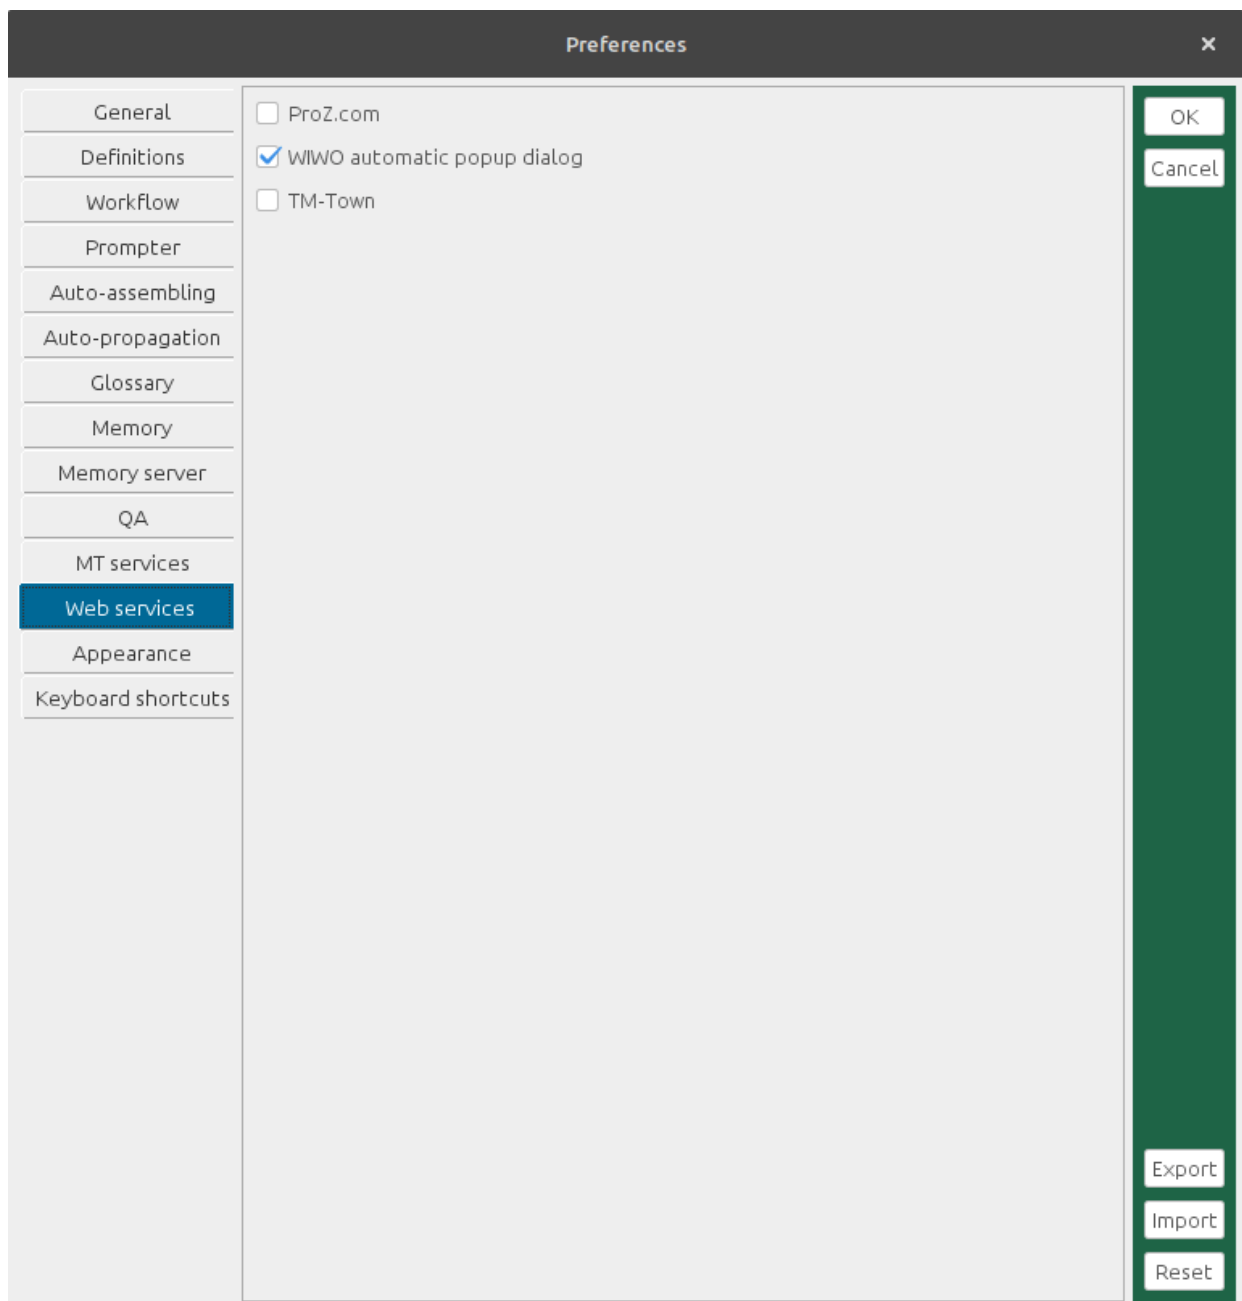 Preferences
General
Definitions
Workflow
Prompter
Auto-assembling
Auto-propagation
Glossary
Memory
Memory server
QA
MT services
Web services
Appearance
Keyboard shortcuts
ProZ.com
WIWO automatic popup dialog
TM-Town
OK
Cancel
Export
Import
Reset